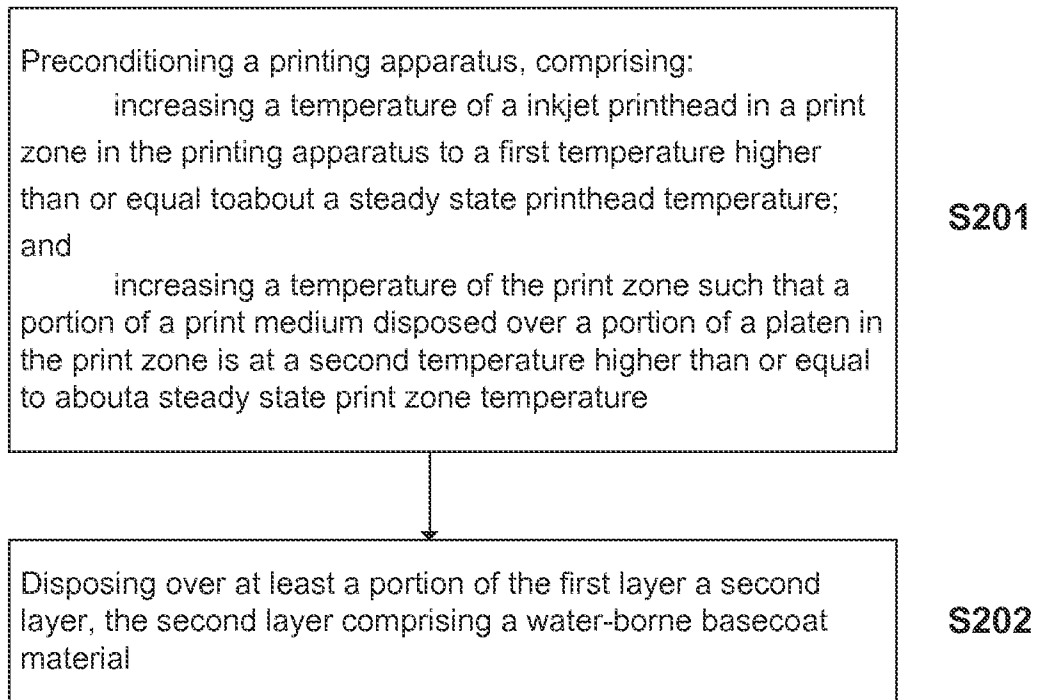 Preconditioning a printing apparatus, comprising:
increasing a temperature of a inkjet printhead in a print
zone in the printing apparatus to a first temperature higher
than or equal toabout a steady state printhead temperature;
and
increasing a temperature of the print zone such that a
portion of a print medium disposed over a portion of a platen in
the print zone is at a second temperature higher than or equal
to abouta steady state print zone temperature
S201
Disposing over at least a portion of the first layer a second
layer, the second layer comprising a water-borne basecoat
material
S202